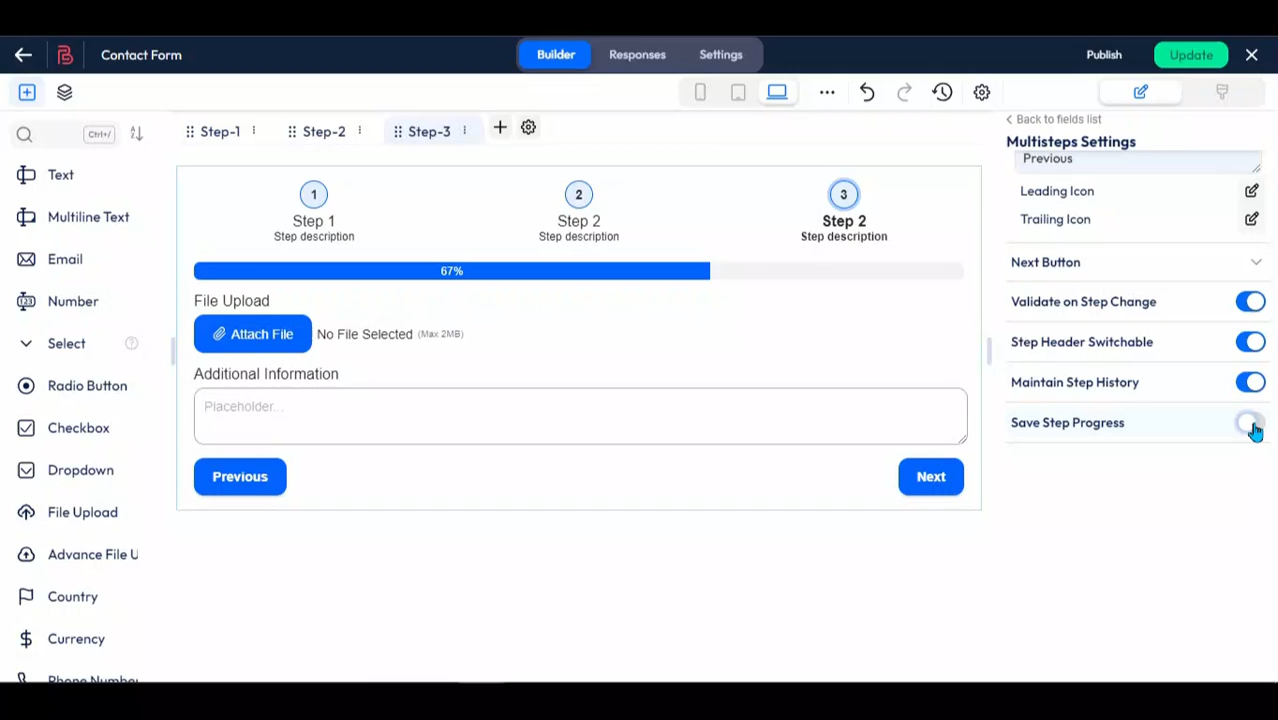 Contact Form
Builder
Responses
Settings
Publish
Update
Ctrl+/
Step-1
Step-2
Step-3
Back to fields list
Multisteps Settings
Previous
Leading Icon
Trailing Icon
Next Button
Validate on Step Change
Step Header Switchable
Maintain Step History
Save Step Progress
Text
Multiline Text
Email
Number
Select
Radio Button
Checkbox
Dropdown
File Upload
Advance File U
Country
Currency
Phone Number
1
Step 1
Step description
2
Step 2
Step description
3
Step 2
Step description
67%
File Upload
Attach File
No File Selected (Max 2MB)
Additional Information
Placeholder...
Previous
Next